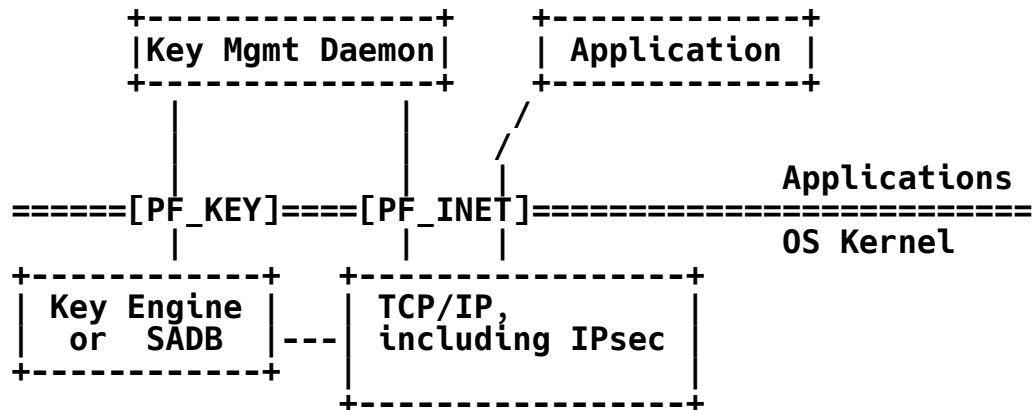 Key Mgmt Daemon Application
Applications
[PF_KEY] [PF_INET]
OS Kernel
Key Engine TCP/IP,
or SADB including IPsec